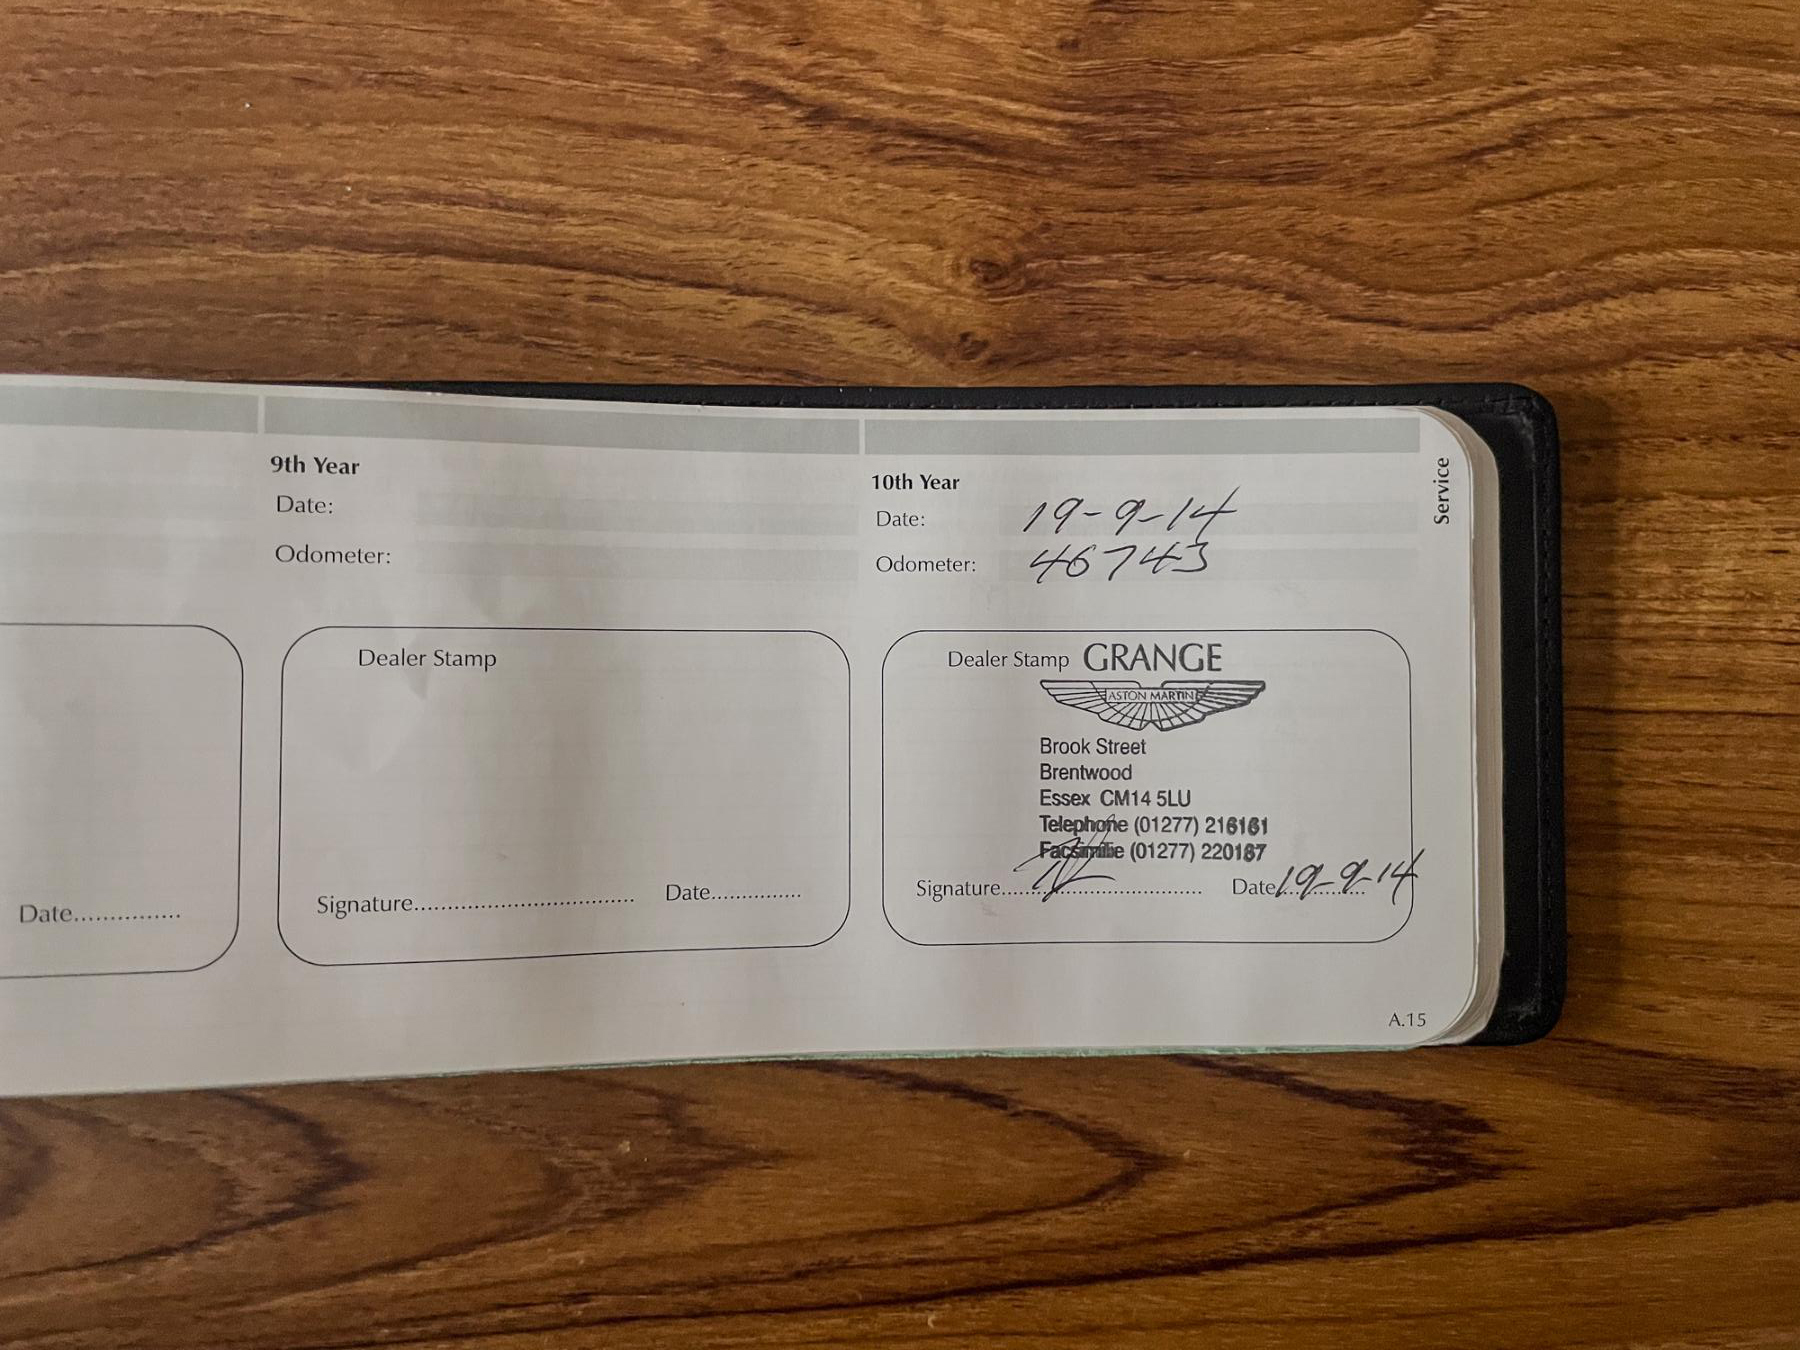 9th Year
Date:
Odometer:
Dealer Stamp
Signature..................................
Date...............
Date...............
10th Year
Date: 19-9-14
Odometer: 46743
Dealer Stamp GRANGE
ASTON MARTIN
Brook Street
Brentwood
Essex CM14 5LU
Telephone (01277) 216161
Facsimilie (01277) 220187
Signature..................................
Date 19-9-14
Service
A.15